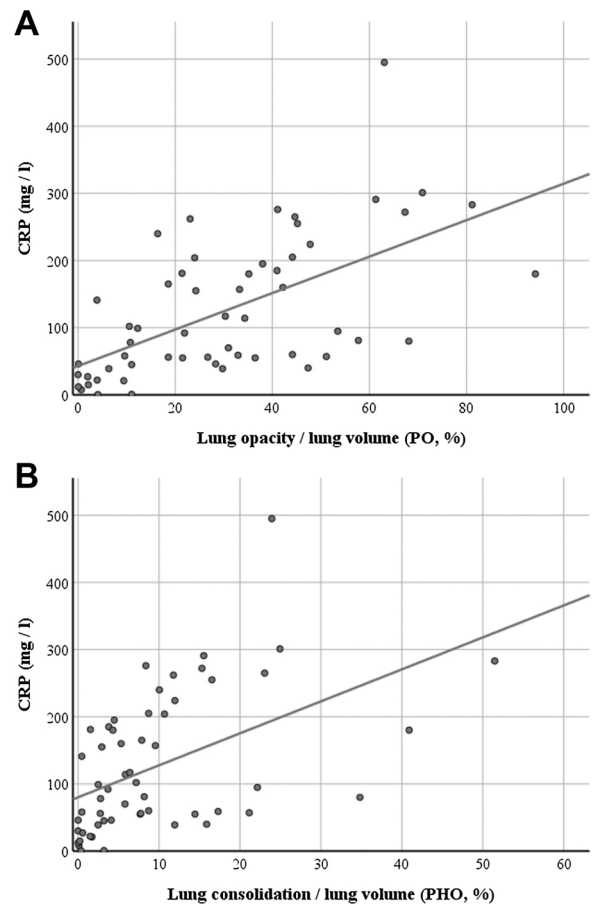 A
500
400
300
200
100
0
CRP (mg / l)
0 20 40 60 80 100
Lung opacity / lung volume (PO, %)
B
500
400
300
200
100
0
CRP (mg / l)
0 10 20 30 40 50 60
Lung consolidation / lung volume (PHO, %)